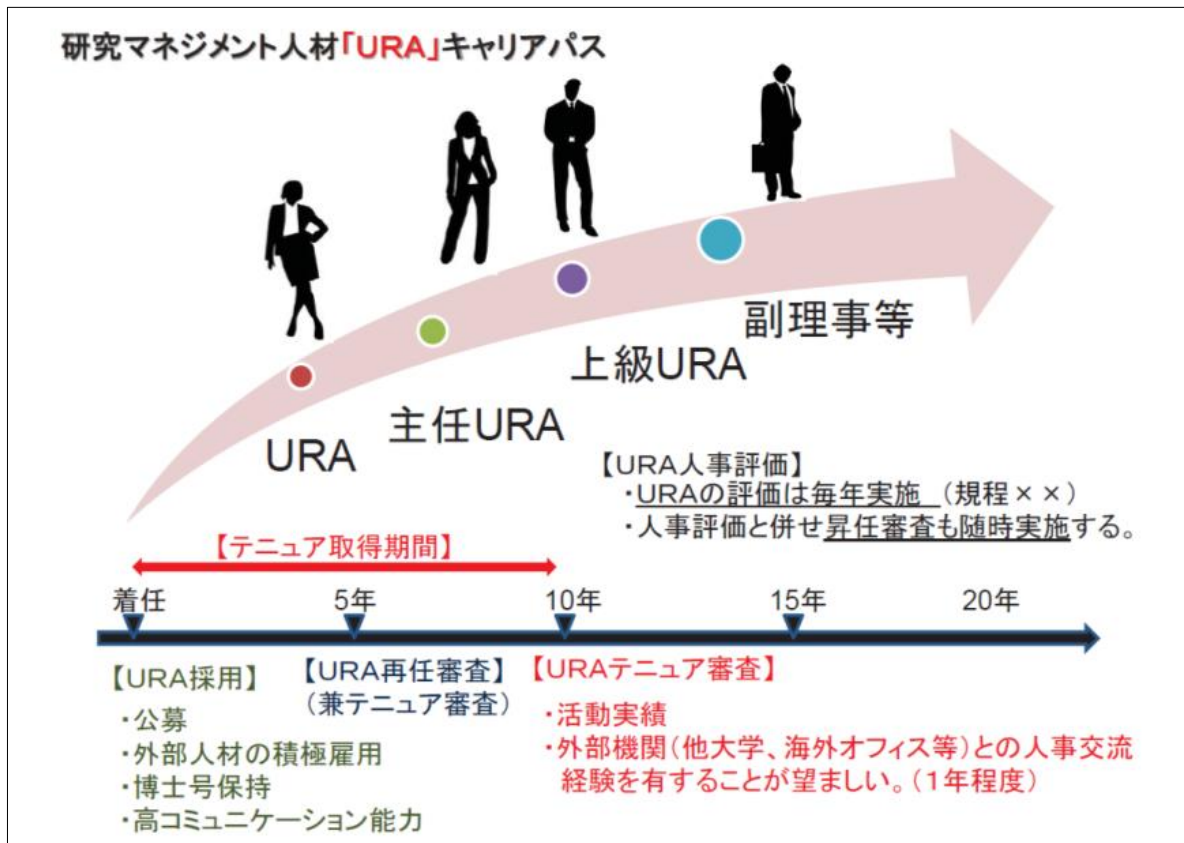 研究マネジメント人材「URA」キャリアパス
副理事等
上級URA
主任URA
URA
【URA人事評価】
・URAの評価は毎年実施 (規程××)
・人事評価と併せ昇任審査も随時実施する。
【テニュア取得期間】
着任 5年 10年 15年 20年
【URA採用】
・公募
・外部人材の積極雇用
・博士号保持
・高コミュニケーション能力
【URA再任審査】
(兼テニュア審査)
【URAテニュア審査】
・活動実績
・外部機関(他大学、海外オフィス等)との人事交流
経験を有することが望ましい。(1年程度)